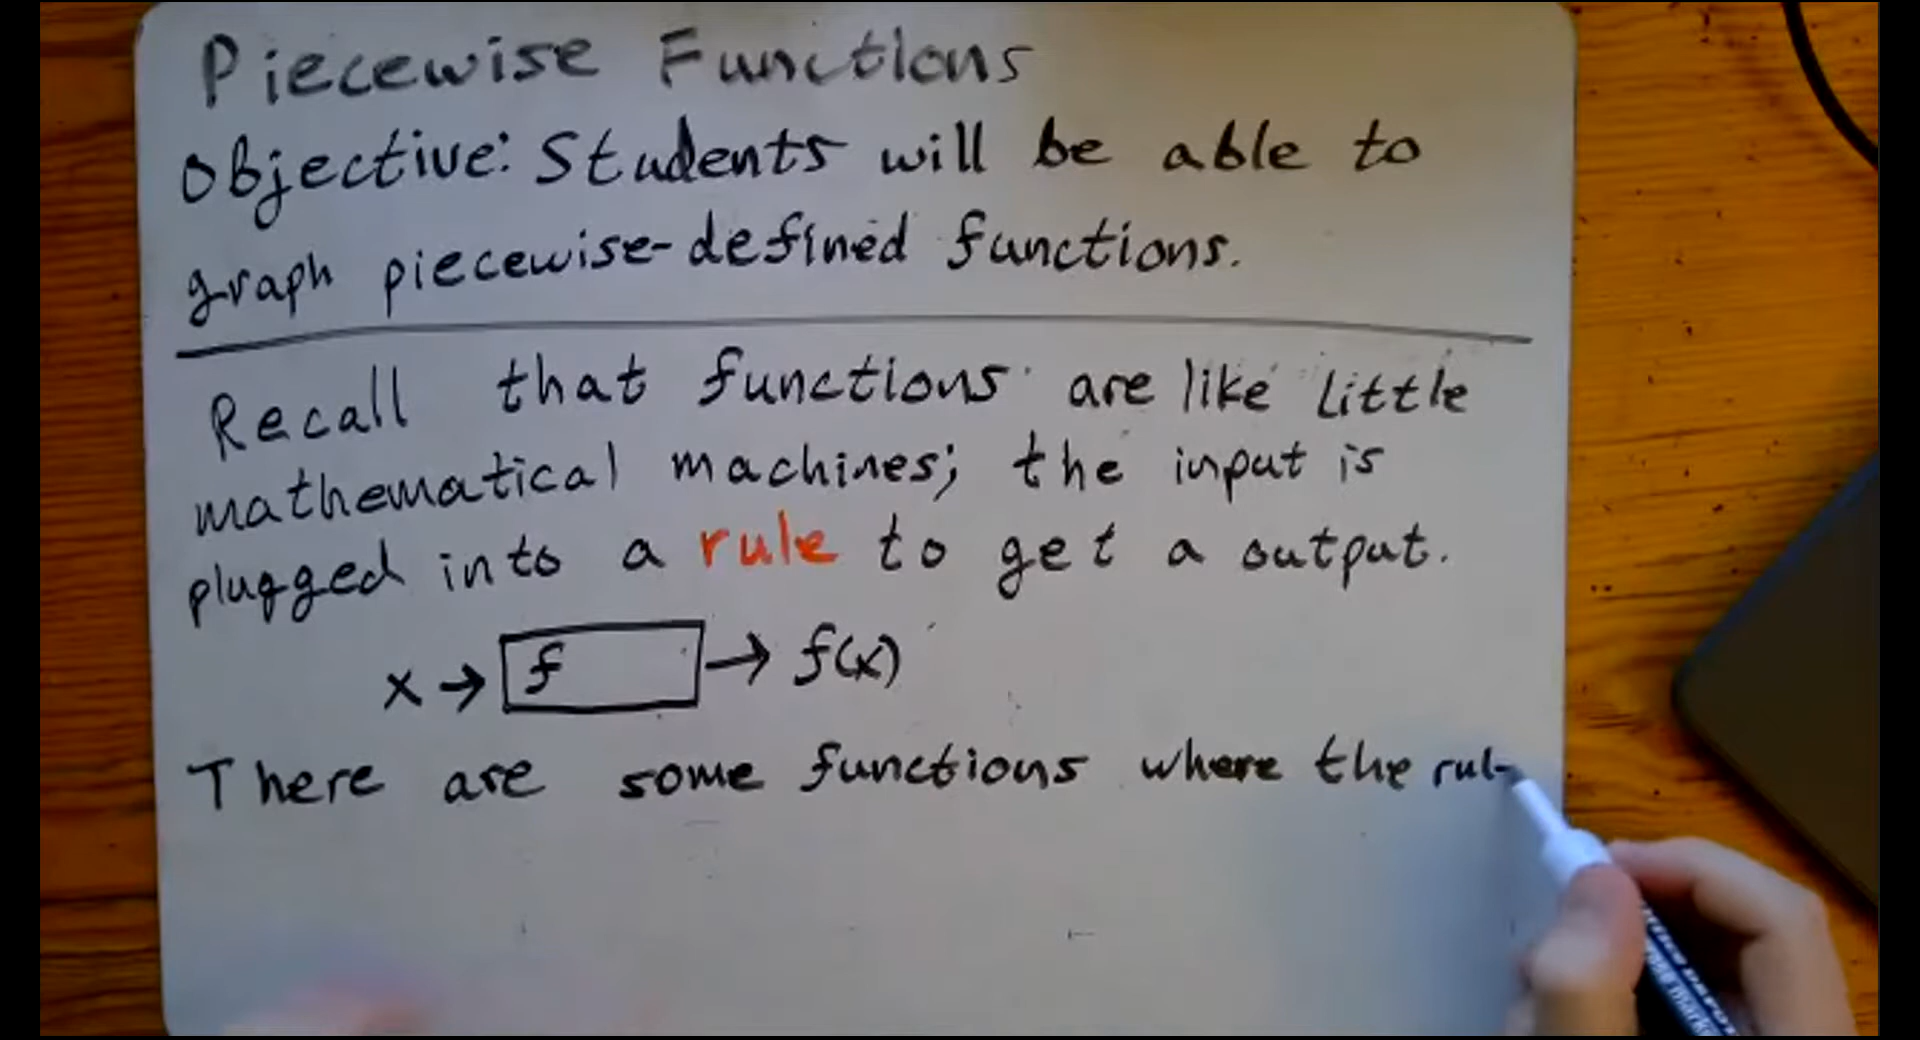 Piecewise Functions
Objective: Students will be able to
graph piecewise-defined functions.
Recall that functions are like little
mathematical machines; the input is
plugged into a rule to get a output.
x → f → f(x)
There are some functions where the rul